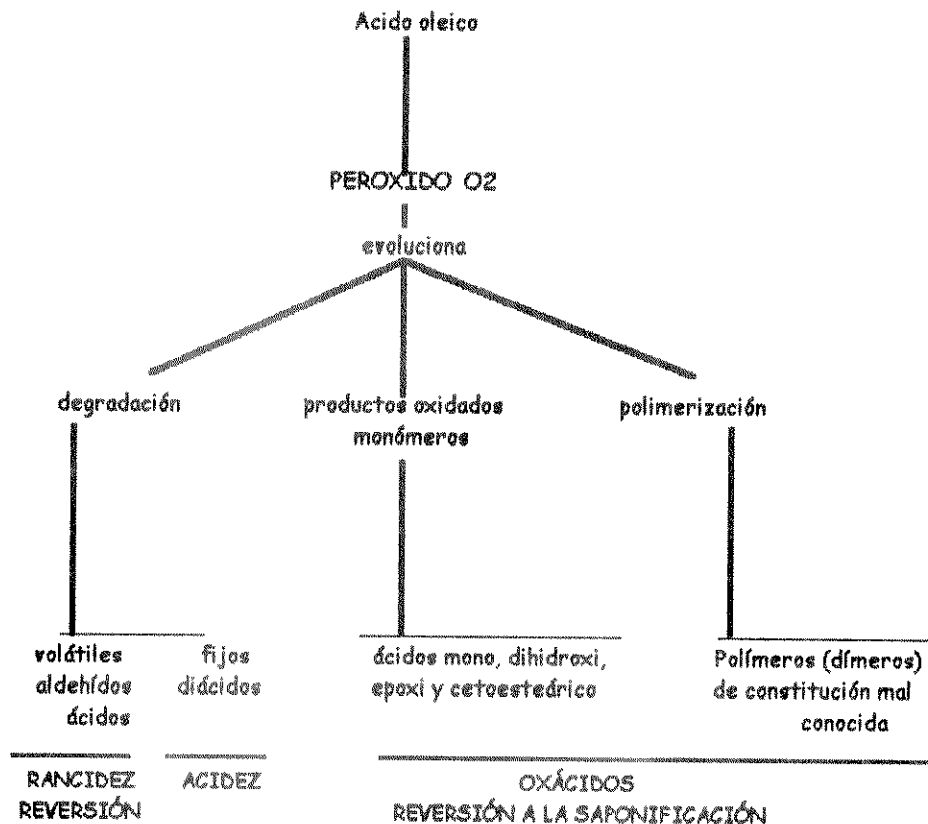 Acido oleico
PEROXIDO O2
evoluciona
degradación
productos oxidados
monómeros
polimerización
volátiles
aldehídos
ácidos
fijos
diácidos
ácidos mono, dihidroxi,
epoxi y cetoesteárico
Polímeros (dímeros)
de constitución mal
conocida
RANCIDEZ
REVERSIÓN
ACIDEZ
OXÁCIDOS
REVERSIÓN A LA SAPONIFICACIÓN